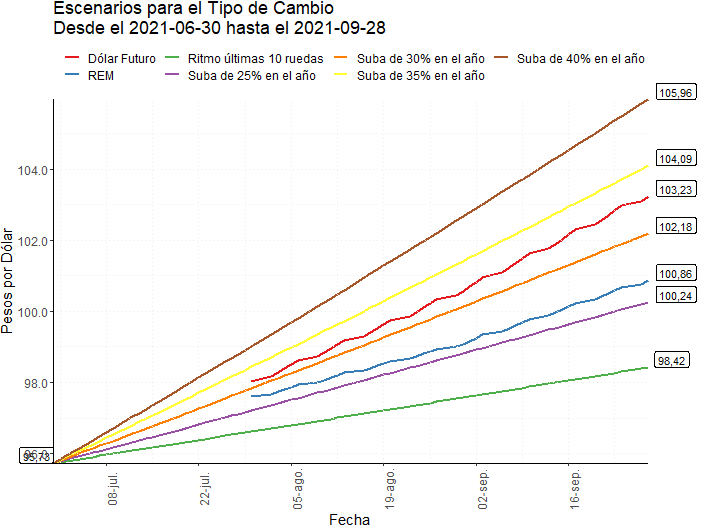 Escenarios para el Tipo de Cambio
Desde el 2021-06-30 hasta el 2021-09-28
Dólar Futuro
Ritmo últimas 10 ruedas
Suba de 30% en el año
Suba de 40% en el año
REM
Suba de 25% en el año
Suba de 35% en el año
105,96
104,09
103,23
102,18
100,86
100,24
98,42
Pesos por Dólar
104.0
102.0
100.0
98.0
96.0
95,73
08-jul.
22-jul.
05-ago.
19-ago.
02-sep.
16-sep.
Fecha